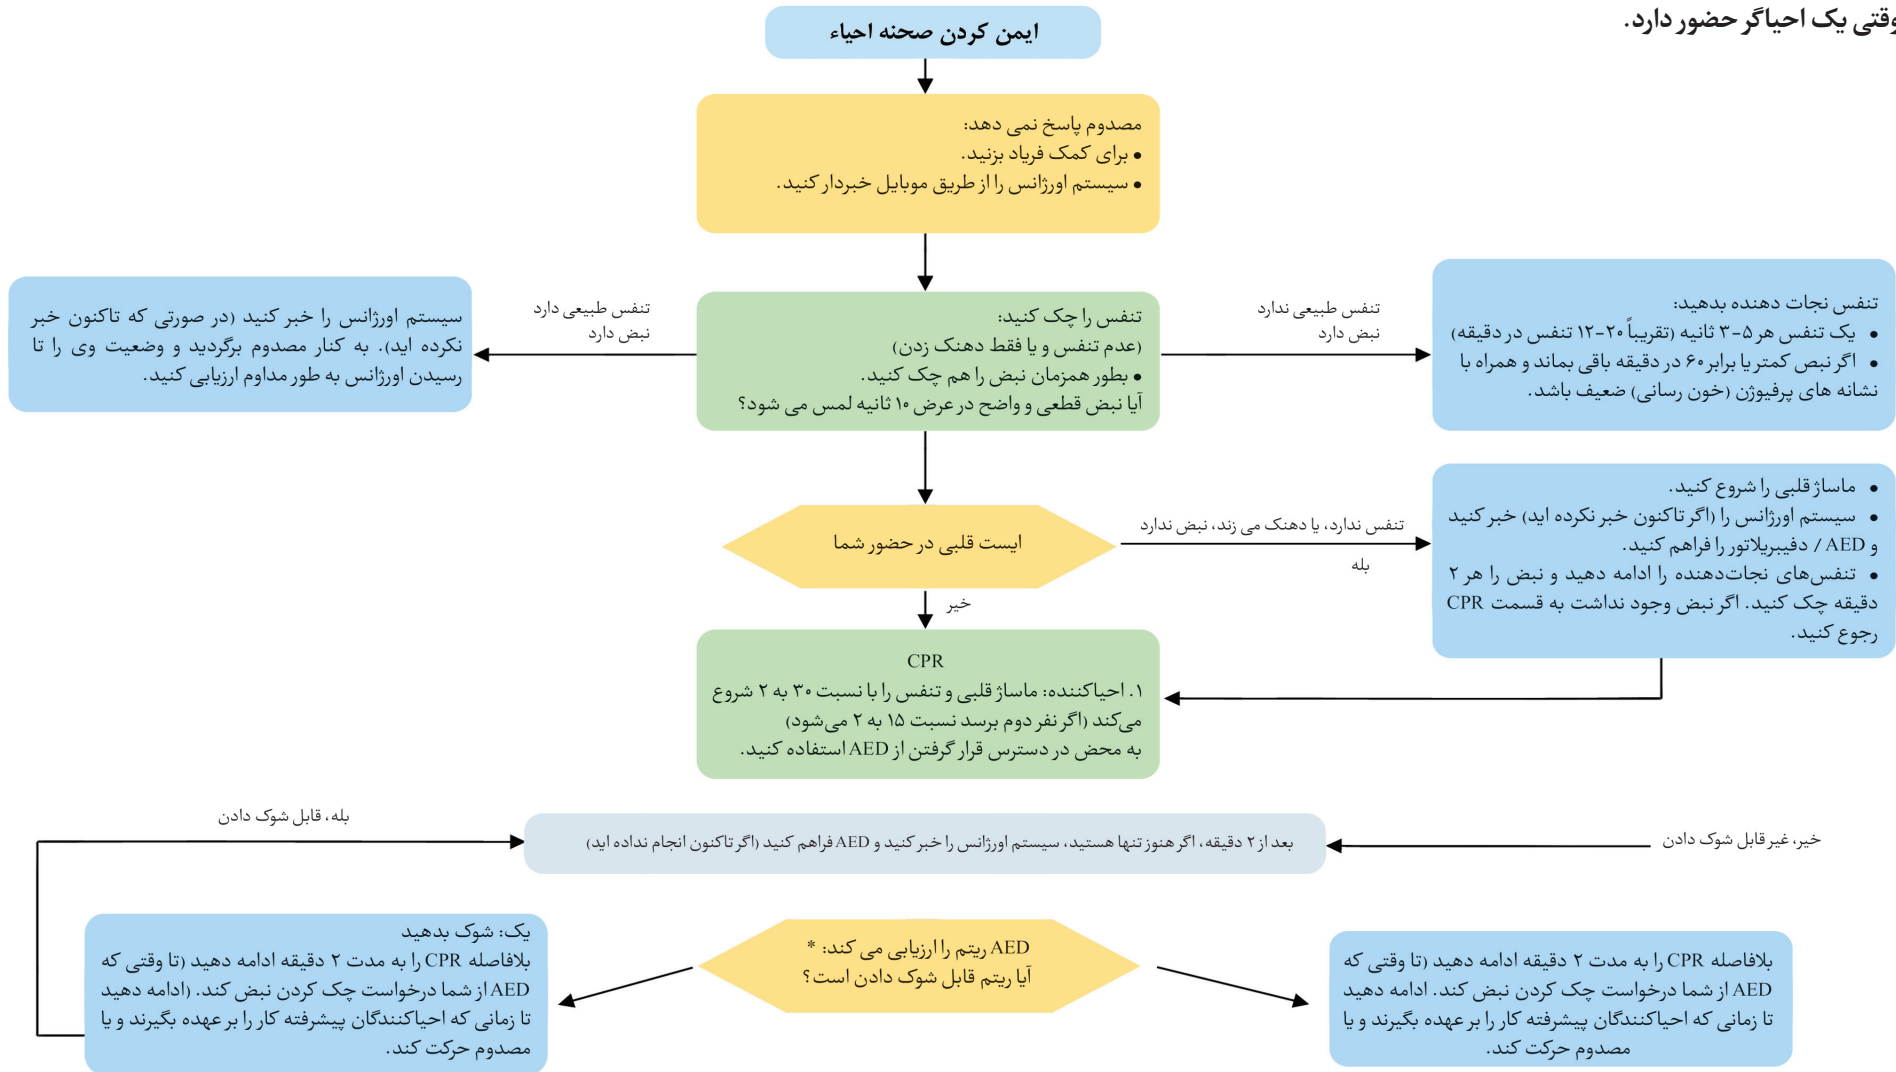 وقتی یک احیاگر حضور دارد.
ایمن کردن صحنه احیاء
مصدوم پاسخ نمی دهد:
• برای کمک فریاد بزنید.
• سیستم اورژانس را از طریق موبایل خبردار کنید.
تنفس نجات دهنده بدهید:
• یک تنفس هر ۵-۳ ثانیه (تقریباً ۲۰-۱۲ تنفس در دقیقه)
• اگر نبص کمتر یا برابر ۶۰ در دقیقه باقی بماند و همراه با
نشانه های پرفیوژن (خون رسانی) ضعیف باشد.
تنفس طبیعی ندارد
نبض دارد
تنفس را چک کنید:
(عدم تنفس و یا فقط دهنک زدن)
• بطور همزمان نبض را هم چک کنید.
آیا نبض قطعی و واضح در عرض ۱۰ ثانیه لمس می شود؟
تنفس طبیعی دارد
نبض دارد
سیستم اورژانس را خبر کنید (در صورتی که تاکنون خبر
نکرده اید). به کنار مصدوم برگردید و وضعیت وی را تا
رسیدن اورژانس به طور مداوم ارزیابی کنید.
• ماساژ قلبی را شروع کنید.
• سیستم اورژانس را (اگر تاکنون خبر نکرده اید) خبر کنید
و AED / دفیبریلاتور را فراهم کنید.
• تنفس‌های نجات‌دهنده را ادامه دهید و نبض را هر ۲
دقیقه چک کنید. اگر نبض وجود نداشت به قسمت CPR
رجوع کنید.
تنفس ندارد، یا دهنک می زند، نبض ندارد
بله
ایست قلبی در حضور شما
خیر
CPR
۱. احیاکننده: ماساژ قلبی و تنفس را با نسبت ۳۰ به ۲ شروع
می‌کند (اگر نفر دوم برسد نسبت ۱۵ به ۲ می‌شود)
به محض در دسترس قرار گرفتن از AED استفاده کنید.
خیر، غیر قابل شوک دادن
بعد از ۲ دقیقه، اگر هنوز تنها هستید، سیستم اورژانس را خبر کنید و AED فراهم کنید (اگر تاکنون انجام نداده اید)
بله، قابل شوک دادن
بلافاصله CPR را به مدت ۲ دقیقه ادامه دهید (تا وقتی که
AED از شما درخواست چک کردن نبض کند. ادامه دهید
تا زمانی که احیاکنندگان پیشرفته کار را بر عهده بگیرند و یا
مصدوم حرکت کند.
AED ریتم را ارزیابی می کند: *
آیا ریتم قابل شوک دادن است؟
یک: شوک بدهید
بلافاصله CPR را به مدت ۲ دقیقه ادامه دهید (تا وقتی که
AED از شما درخواست چک کردن نبض کند. (ادامه دهید
تا زمانی که احیاکنندگان پیشرفته کار را بر عهده بگیرند و یا
مصدوم حرکت کند.